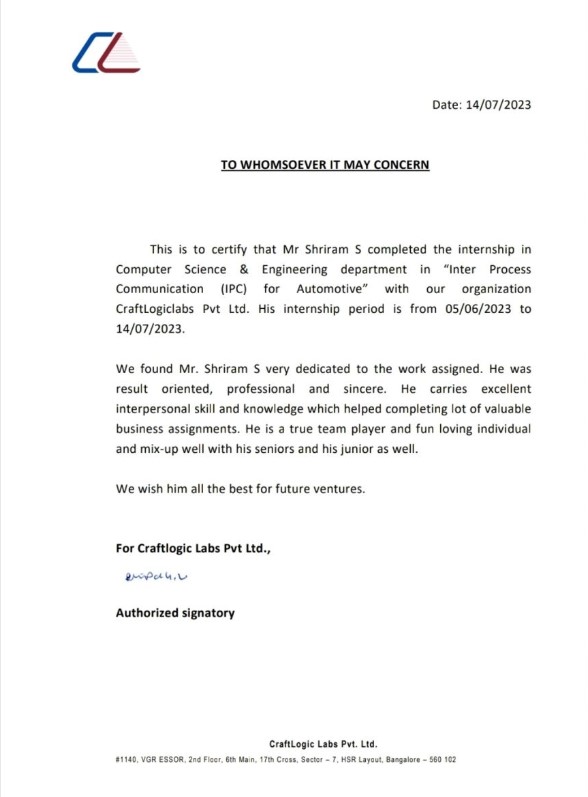 Date: 14/07/2023
TO WHOMSOEVER IT MAY CONCERN
This is to certify that Mr Shriram S completed the internship in
Computer Science & Engineering department in “Inter Process
Communication (IPC) for Automotive” with our organization
CraftLogiclabs Pvt Ltd. His internship period is from 05/06/2023 to
14/07/2023.
We found Mr. Shriram S very dedicated to the work assigned. He was
result oriented, professional and sincere. He carries excellent
interpersonal skill and knowledge which helped completing lot of valuable
business assignments. He is a true team player and fun loving individual
and mix-up well with his seniors and his junior as well.
We wish him all the best for future ventures.
For Craftlogic Labs Pvt Ltd.,
Authorized signatory
CraftLogic Labs Pvt. Ltd.
#1140, VGR ESSOR, 2nd Floor, 6th Main, 17th Cross, Sector – 7, HSR Layout, Bangalore – 560 102